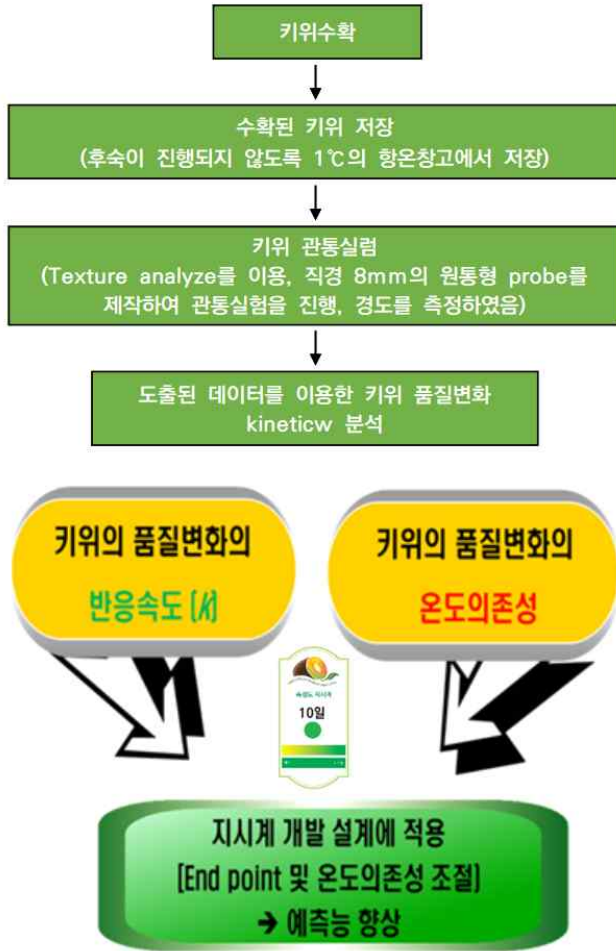 키위수확
수확된 키위 저장
(후숙이 진행되지 않도록 1℃의 항온창고에서 저장)
키위 관통실럼
(Texture analyze를 이용, 직경 8mm의 원통형 probe를
제작하여 관통실험을 진행, 경도를 측정하였음)
도출된 데이터를 이용한 키위 품질변화
kineticw 분석
키위의 품질변화의
반응속도 (k)
키위의 품질변화의
온도의존성
지시계
10일
지시계 개발 설계에 적용
(End point 및 온도의존성 조절)
→ 예측능 향상